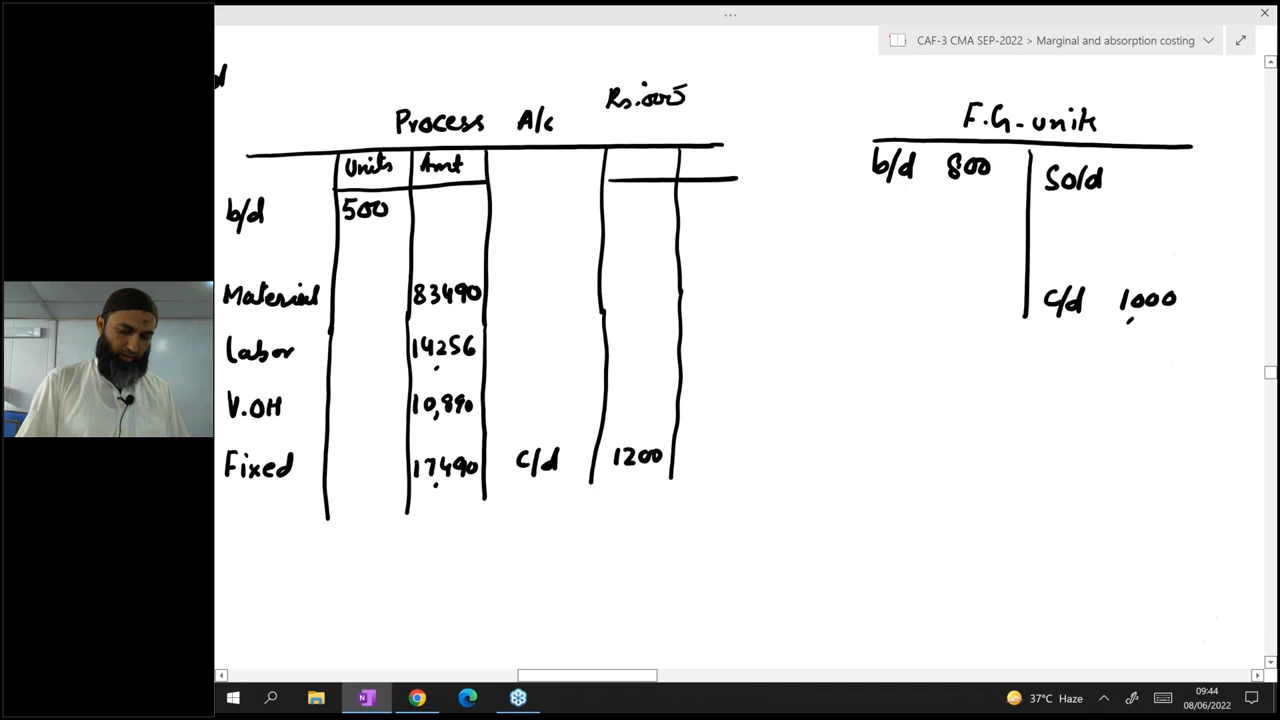 CAF-3 CMA SEP-2022 > Marginal and absorption costing
Rs.'000'
Process A/c
F.G-units
Units Amt
b/d 800 Sold
b/d 500
Material 83490
c/d 1000
Labor 14256
V.OH 10,890
Fixed 17490 c/d 1200
37°C Haze
09:44
08/06/2022